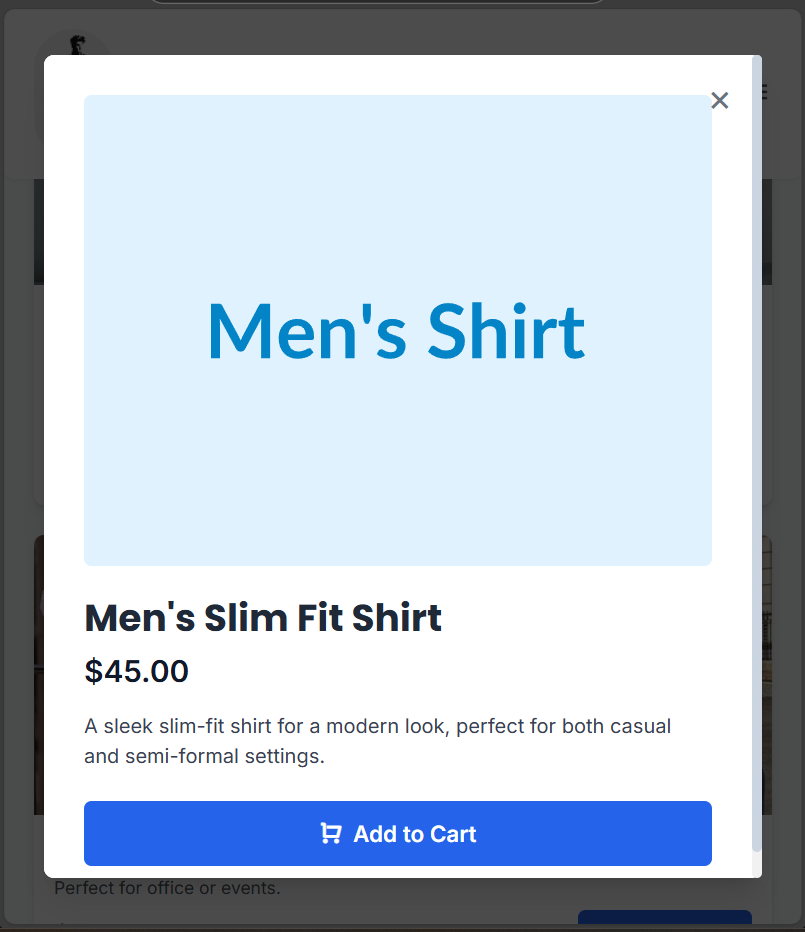 Men's Shirt
Men's Slim Fit Shirt
$45.00
A sleek slim-fit shirt for a modern look, perfect for both casual
and semi-formal settings.
Add to Cart
Perfect for office or events.